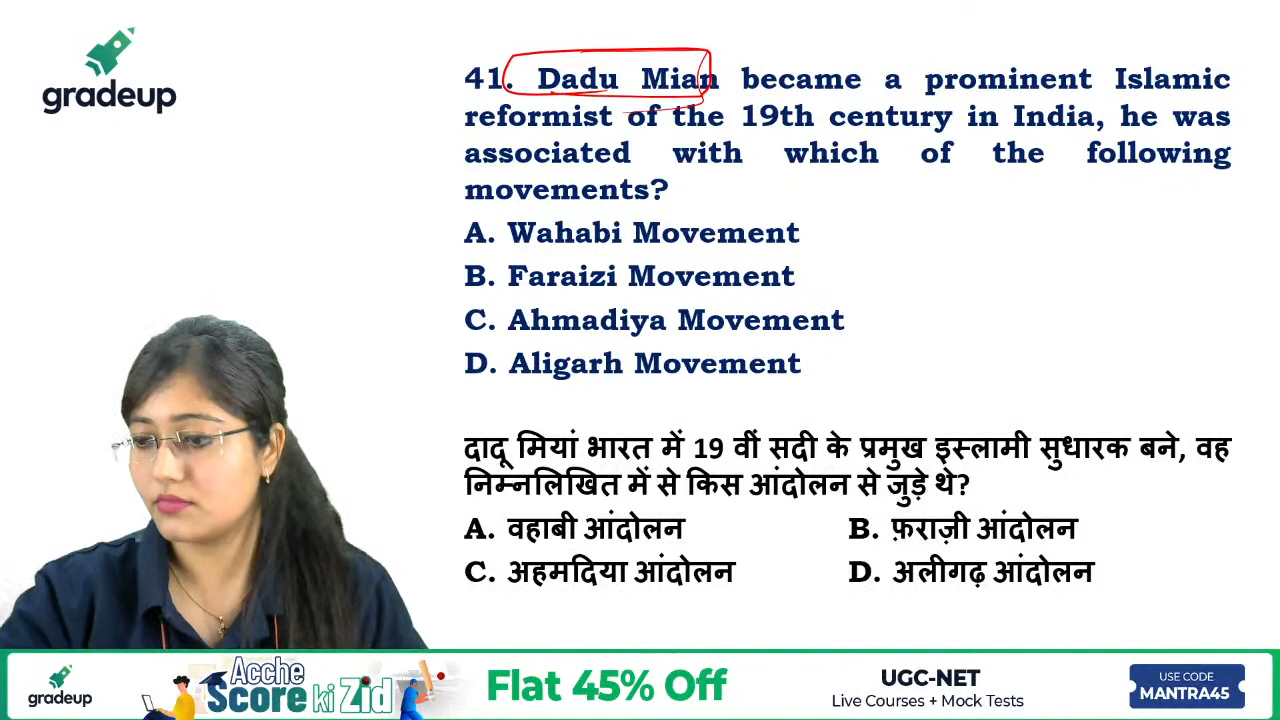 gradeup
41. Dadu Mian became a prominent Islamic
reformist of the 19th century in India, he was
associated with which of the following
movements?
A. Wahabi Movement
B. Faraizi Movement
C. Ahmadiya Movement
D. Aligarh Movement
दादू मियां भारत में 19 वीं सदी के प्रमुख इस्लामी सुधारक बने, वह
निम्नलिखित में से किस आंदोलन से जुड़े थे?
A. वहाबी आंदोलन B. फ़राज़ी आंदोलन
C. अहमदिया आंदोलन D. अलीगढ़ आंदोलन
gradeup
Acche
Score ki Zid
Flat 45% Off
UGC-NET
Live Courses + Mock Tests
USE CODE
MANTRA45